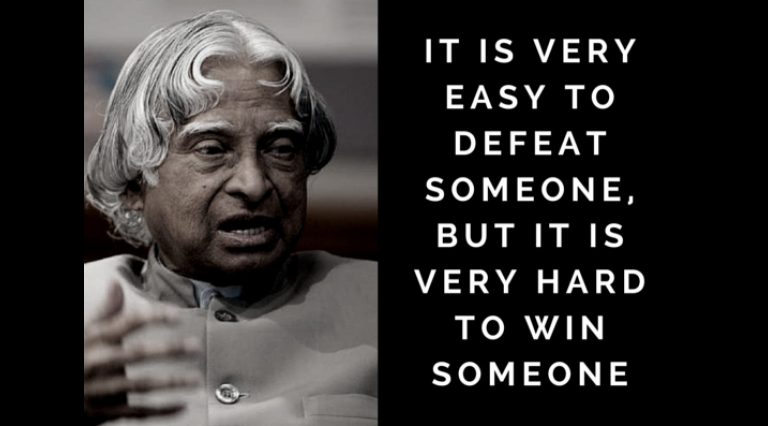 IT IS VERY
EASY TO
DEFEAT
SOMEONE,
BUT IT IS
VERY HARD
TO WIN
SOMEONE